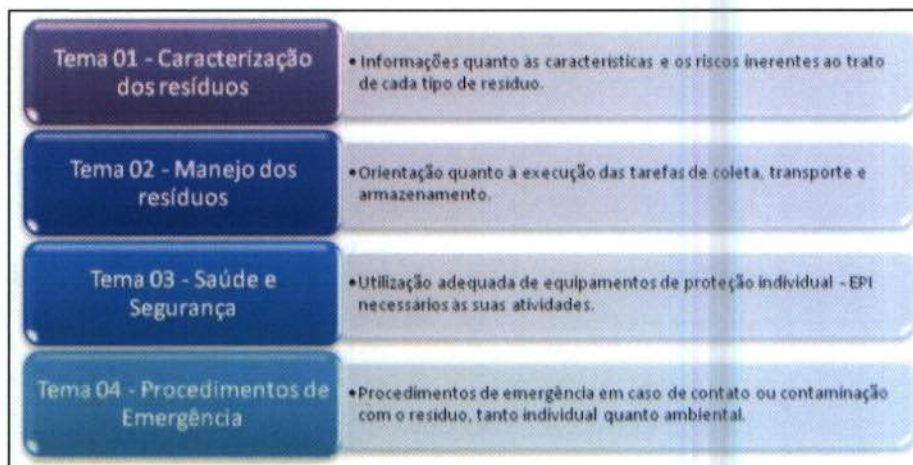 Tema 01 - Caracterização
dos resíduos
• Informações quanto às características e os riscos inerentes ao trato
de cada tipo de resíduo.
Tema 02 - Manejo dos
resíduos
• Orientação quanto à execução das tarefas de coleta, transporte e
armazenamento.
Tema 03 - Saúde e
Segurança
• Utilização adequada de equipamentos de proteção individual - EPI
necessários às suas atividades.
Tema 04 - Procedimentos de
Emergência
• Procedimentos de emergência em caso de contato ou contaminação
com o resíduo, tanto individual quanto ambiental.